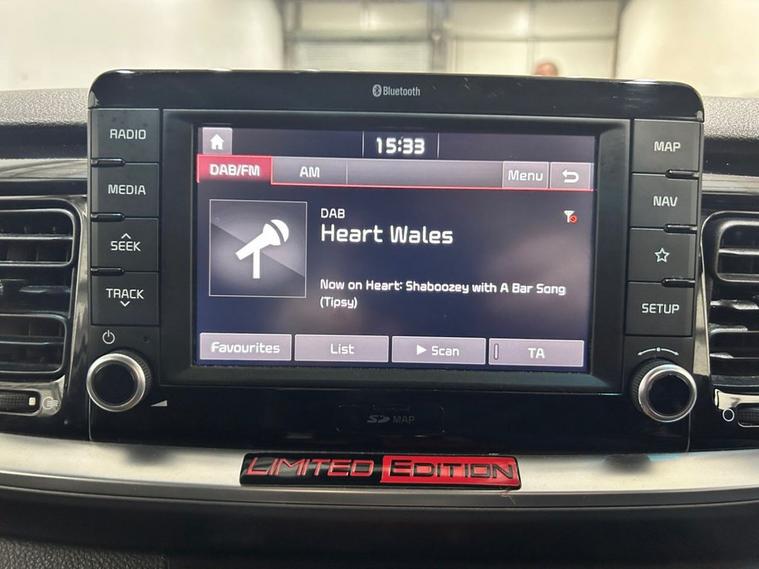 Bluetooth
RADIO
MEDIA
SEEK
TRACK
15:33
DAB/FM
AM
Menu
DAB
Heart Wales
Now on Heart: Shaboozey with A Bar Song
(Tipsy)
Favourites
List
Scan
TA
MAP
NAV
SETUP
SD MAP
LIMITED EDITION